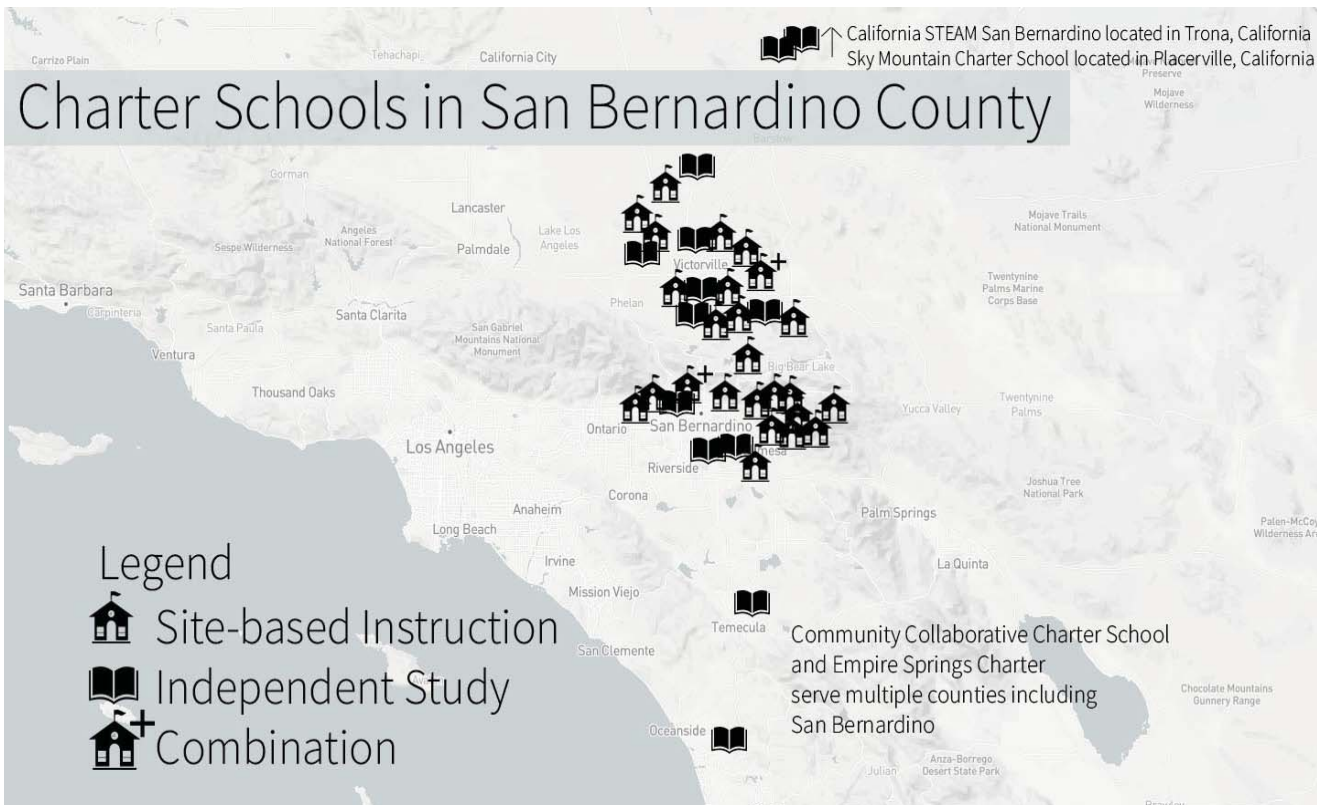 California STEAM San Bernardino located in Trona, California
Sky Mountain Charter School located in Placerville, California
Carrizo Plain
Tehachapi
California City
Preserve
Mojave
Wilderness
Charter Schools in San Bernardino County
Barstow
Gorman
Lancaster
Palmdale
Lake Los
Angeles
Angeles
National Forest
Sespe Wilderness
Victorville
Mojave Trails
National Monument
Twentynine
Palms Marine
Corps Base
Santa Barbara
Carpinteria
Santa Paula
Santa Clarita
Phelan
San Gabriel
Mountains National
Monument
Ventura
Thousand Oaks
Big Bear Lake
Yucca Valley
Twentynine
Palms
Los Angeles
Ontario
San Bernardino
Riverside
Corona
Anaheim
Long Beach
Irvine
Mission Viejo
Palm Springs
Joshua Tree
National Park
Palen-McCoy
Wilderness Are
La Quinta
Legend
Site-based Instruction
Independent Study
Combination
San Clemente
Temecula
Community Collaborative Charter School
and Empire Springs Charter
serve multiple counties including
San Bernardino
Chocolate Mountains
Gunnery Range
Oceanside
Julian
Anza-Borrego
Desert State Park